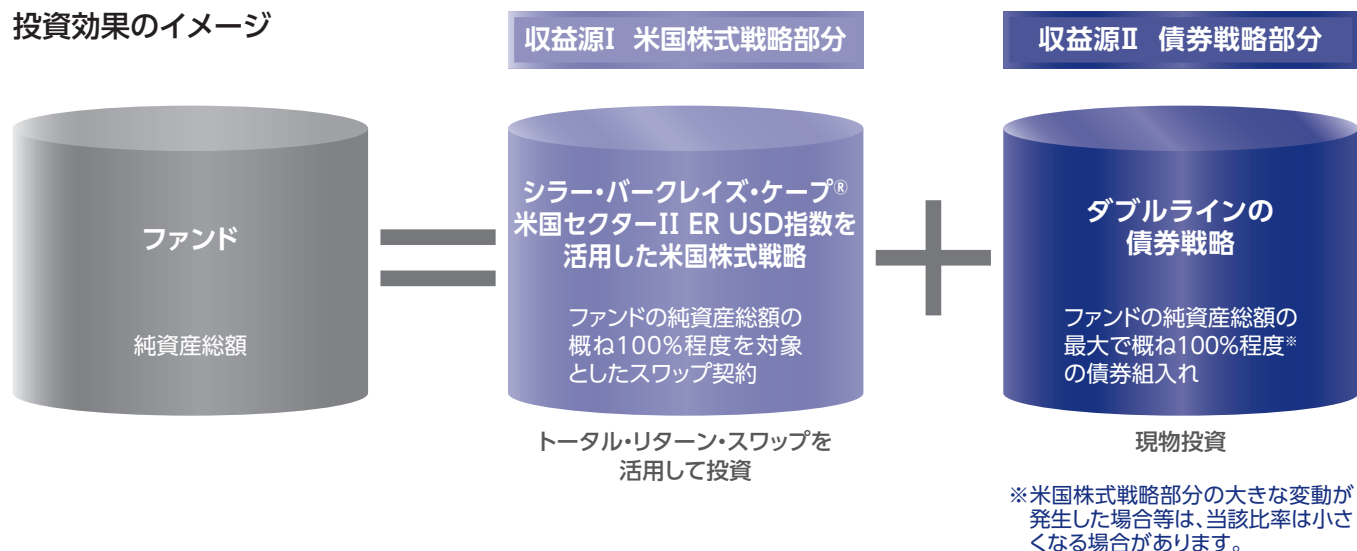 投資効果のイメージ
収益源Ⅰ 米国株式戦略部分
収益源Ⅱ 債券戦略部分
ファンド
純資産総額
シラー・バークレイズ・ケープ®
米国セクターII ER USD指数を
活用した米国株式戦略
ファンドの純資産総額の
概ね100%程度を対象
としたスワップ契約
トータル・リターン・スワップを
活用して投資
ダブルラインの
債券戦略
ファンドの純資産総額の
最大で概ね100%程度※
の債券組入れ
現物投資
※米国株式戦略部分の大きな変動が
発生した場合等は、当該比率は小さ
くなる場合があります。